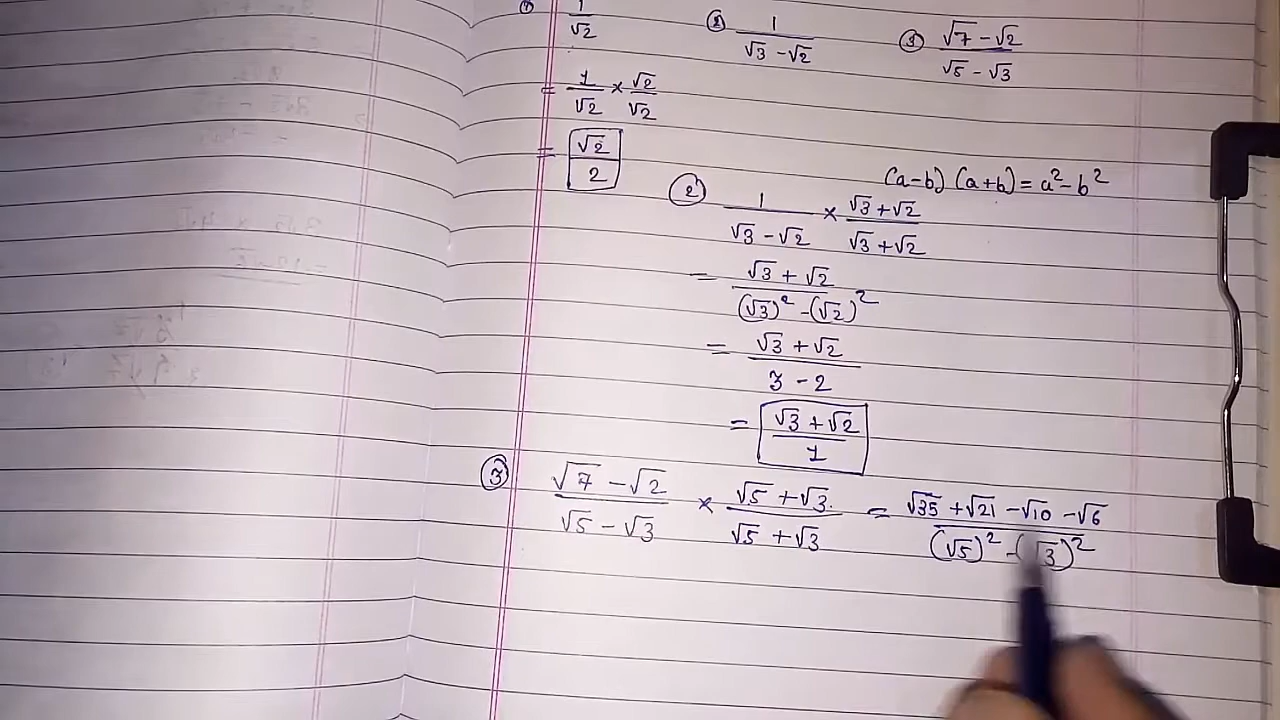 ① 1/√2 ② 1/(√3 - √2) ③ (√7 - √2)/(√5 - √3)
= 1/√2 × √2/√2
= √2/2
(a-b) (a+b) = a² - b²
② 1/(√3 - √2) × (√3 + √2)/(√3 + √2)
= (√3 + √2)/((√3)² - (√2)²)
= (√3 + √2)/(3 - 2)
= (√3 + √2)/1
③ (√7 - √2)/(√5 - √3) × (√5 + √3)/(√5 + √3) = (√35 + √21 - √10 - √6)/((√5)² - (√3)²)